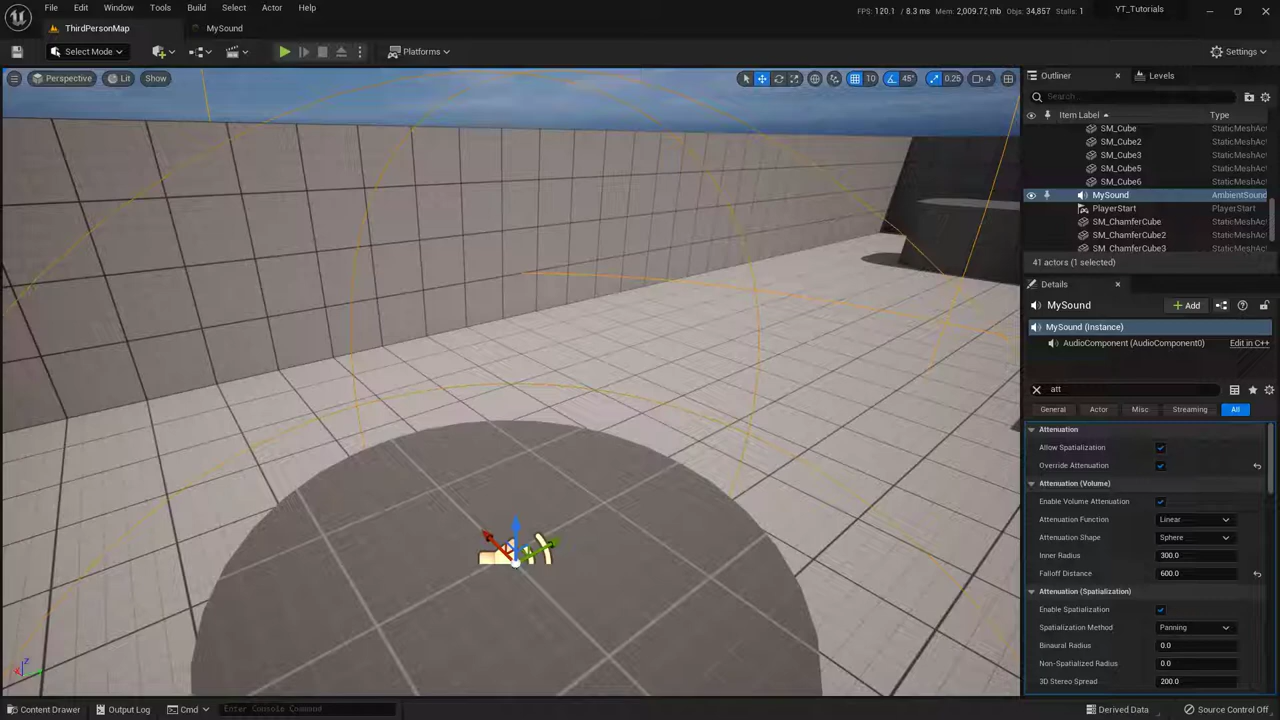 File Edit Window Tools Build Select Actor Help
FPS: 120.1 / 8.3 ms Mem: 2,009.72 mb Objs: 34,857 Stalls: 1
YT_Tutorials
ThirdPersonMap
MySound
Select Mode
Platforms
Settings
Perspective
Lit
Show
10
45°
0.25
4
Outliner
Levels
Search...
Item Label
Type
SM_Cube StaticMeshAct
SM_Cube2 StaticMeshAct
SM_Cube3 StaticMeshAct
SM_Cube5 StaticMeshAct
SM_Cube6 StaticMeshAct
MySound AmbientSound
PlayerStart PlayerStart
SM_ChamferCube StaticMeshAct
SM_ChamferCube2 StaticMeshAct
SM_ChamferCube3 StaticMeshAct
41 actors (1 selected)
Details
MySound
Add
MySound (Instance)
AudioComponent (AudioComponent0) Edit in C++
att
General
Actor
Misc
Streaming
All
Attenuation
Allow Spatialization
Override Attenuation
Attenuation (Volume)
Enable Volume Attenuation
Attenuation Function Linear
Attenuation Shape Sphere
Inner Radius 300.0
Falloff Distance 600.0
Attenuation (Spatialization)
Enable Spatialization
Spatialization Method Panning
Binaural Radius 0.0
Non-Spatialized Radius 0.0
3D Stereo Spread 200.0
Content Drawer
Output Log
Cmd
Enter Console Command
Derived Data
Source Control Off